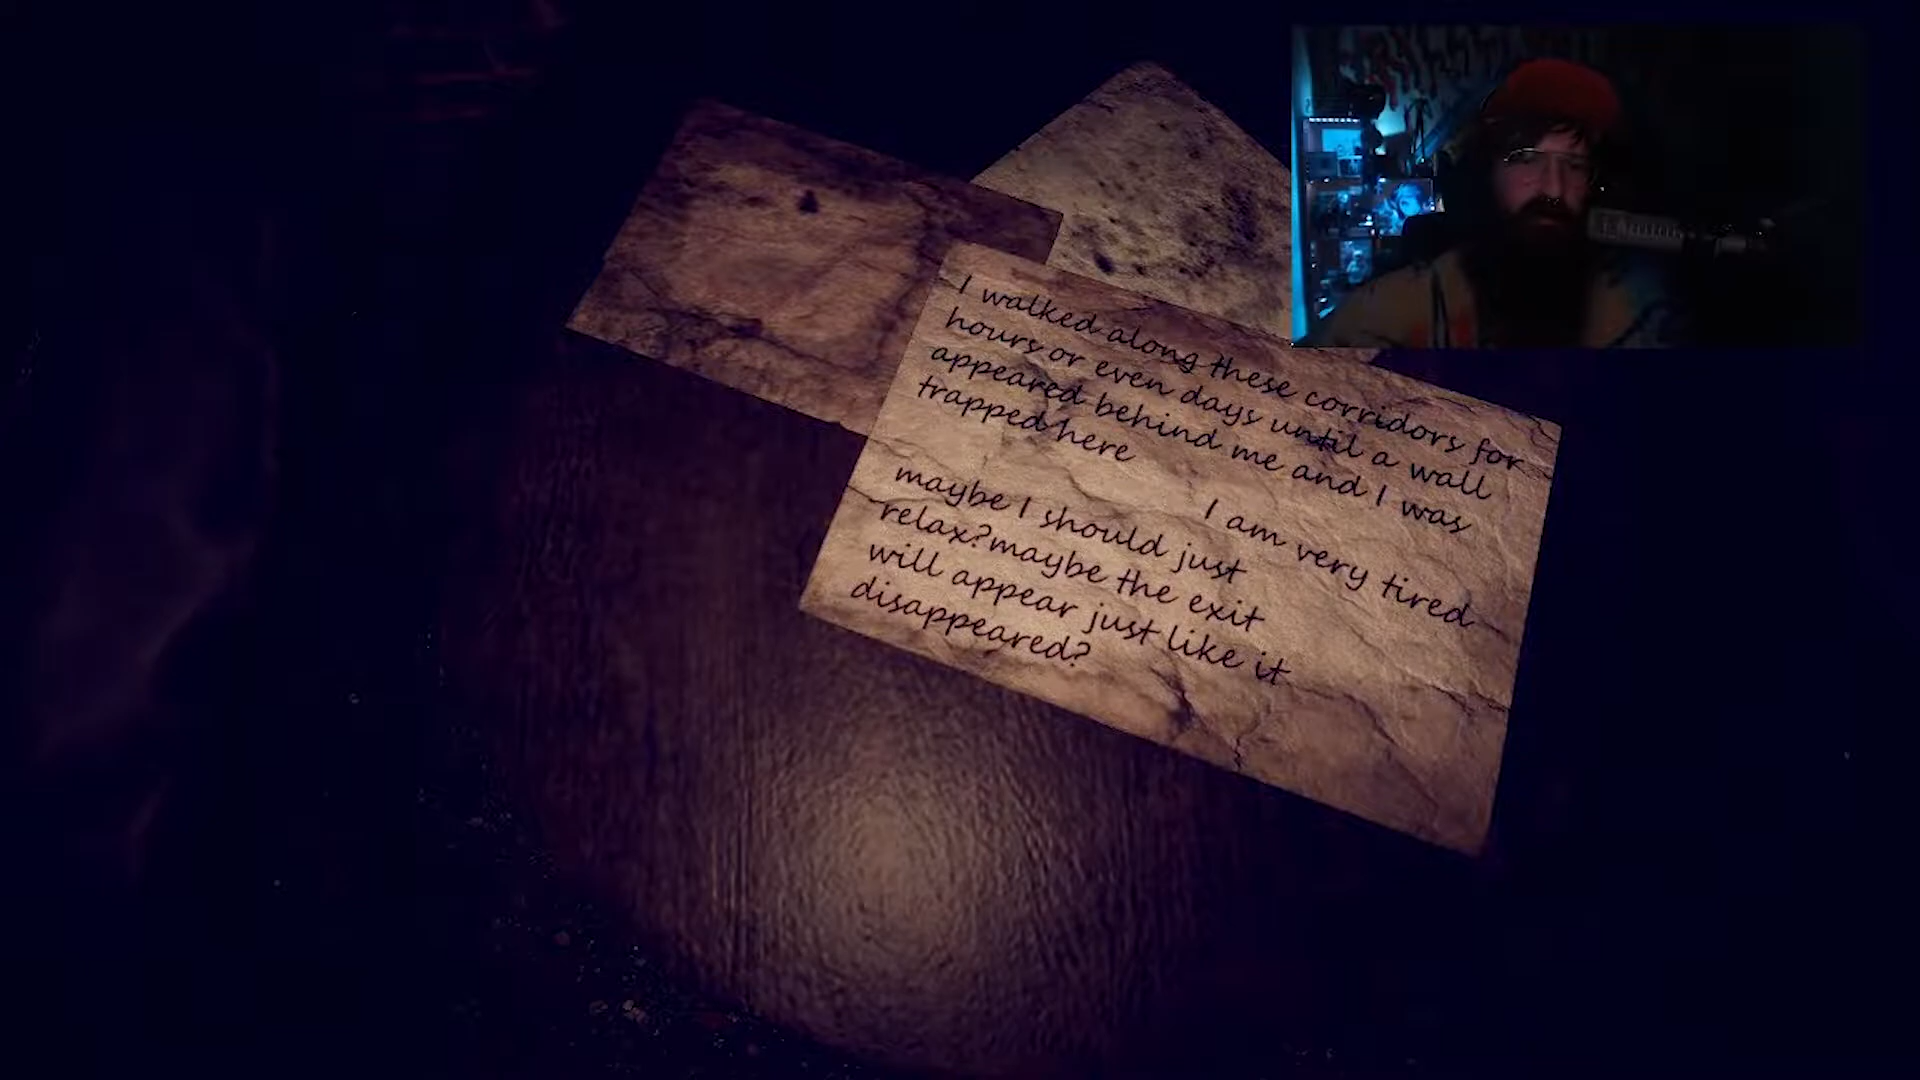 I walked along these corridors for
hours or even days until a wall
appeared behind me and I was
trapped here
I am very tired
maybe I should just
relax?maybe the exit
will appear just like it
disappeared?